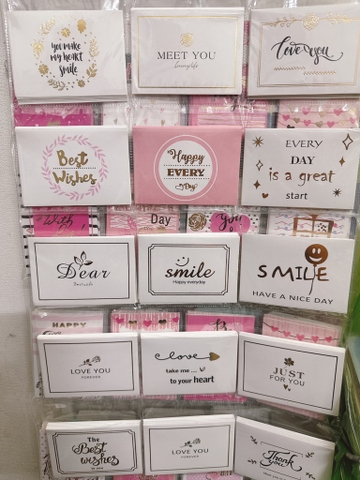 you make
my heart
smile
MEET YOU
Love you
Best
Wishes
Happy
EVERY
Day
EVERY
DAY
is a great
start
Day
you
Dear
smile
Happy everyday
SMILE
HAVE A NICE DAY
HAPPY
LOVE YOU
FOREVER
Love
take me...
to your heart
JUST
FOR YOU
The
Best
wishes
LOVE YOU
FOREVER
Thank
you